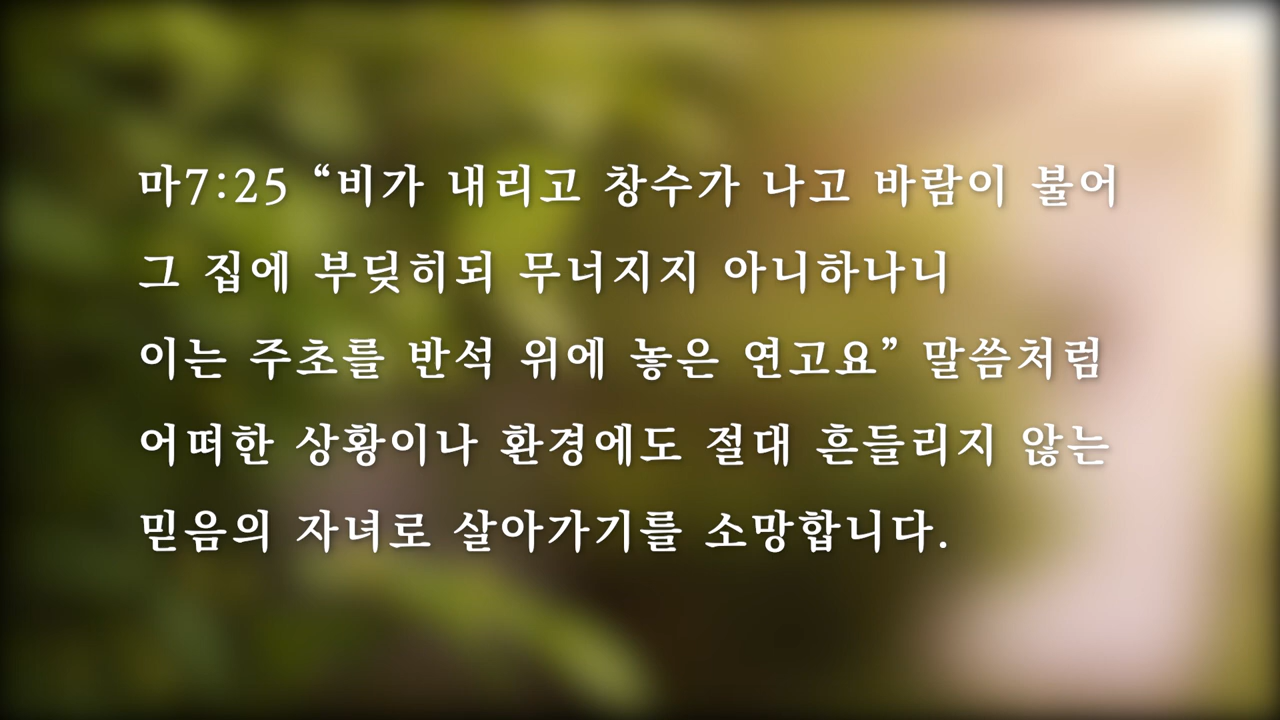 마7:25 “비가 내리고 창수가 나고 바람이 불어
그 집에 부딪히되 무너지지 아니하나니
이는 주초를 반석 위에 놓은 연고요” 말씀처럼
어떠한 상황이나 환경에도 절대 흔들리지 않는
믿음의 자녀로 살아가기를 소망합니다.